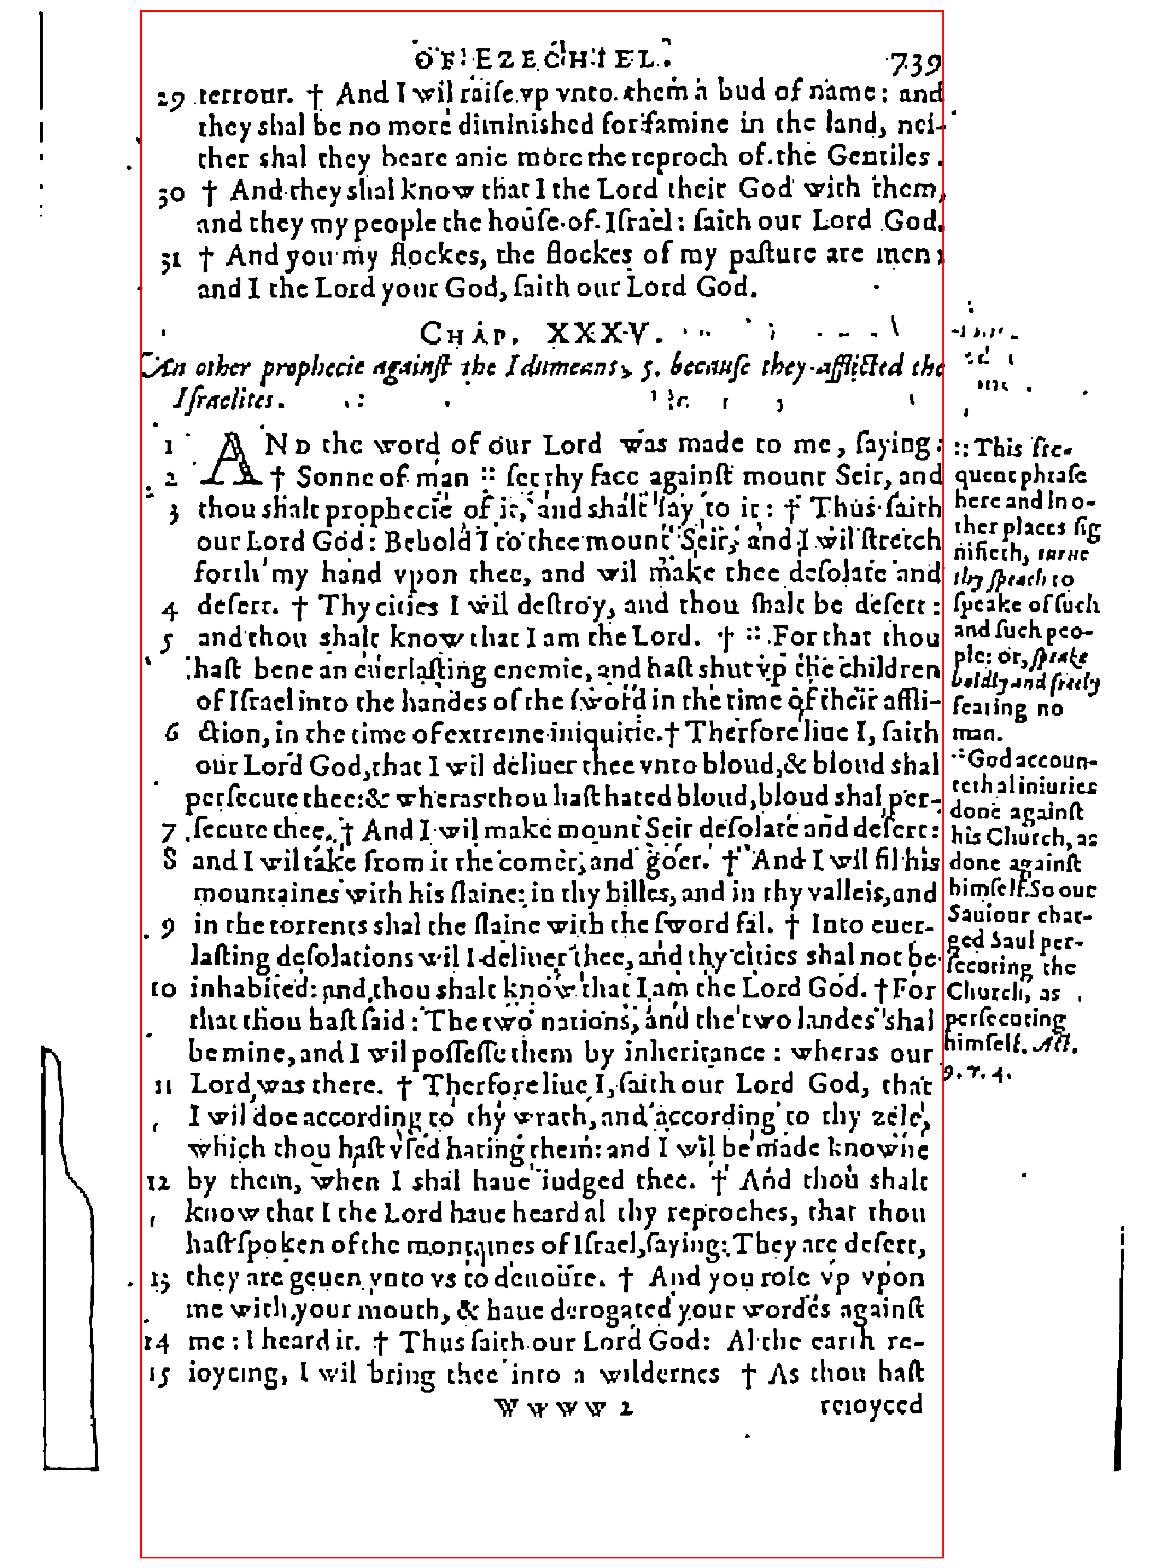 OF EZECHIEL. 739
29 terrour. † And I wil raiſe vp vnto them a bud of name: and
they shal be no more diminished for famine in the land, nei-
ther shal they beare anie more the reproch of the Gentiles.
30 † And they shal know that I the Lord their God with them,
and they my people the houſe of Iſrael: ſaith our Lord God.
31 † And you my flockes, the flockes of my paſture are men:
and I the Lord your God, ſaith our Lord God.
CHAP. XXXV.
An other prophecie againſt the Idumeans, 5. becauſe they afflicted the
Iſraelites.
1 AND the word of our Lord was made to me, ſaying:
2 † Sonne of man :: ſet thy face againſt mount Seir, and
3 thou shalt prophecie of it, and shalt ſay to it: † Thus ſaith
our Lord God: Behold I to thee mount Seir, and I wil ſtretch
forth my hand vpon thee, and wil make thee deſolate and
4 deſert. † Thy cities I wil deſtroy, and thou ſhalt be deſert:
5 and thou shalt know that I am the Lord. † :: For that thou
haſt bene an euerlaſting enemie, and haſt shut vp the children
of Iſrael into the handes of the ſword in the time of their affli-
6 ction, in the time of extreme iniquitie. † Therfore liue I, ſaith
our Lord God, that I wil deliuer thee vnto bloud, & bloud shal
perſecute thee: & wheras thou haſt hated bloud, bloud shal per-
7 ſecute thee. † And I wil make mount Seir deſolate and deſert:
8 and I wil take from it the comer, and goer. † And I wil fil his
mountaines with his ſlaine: in thy hilles, and in thy valleis, and
9 in the torrents shal the ſlaine with the ſword fal. † Into euer-
laſting deſolations wil I deliuer thee, and thy cities shal not be
10 inhabited: and thou shalt know that I am the Lord God. † For
that thou haſt ſaid: The two nations, and the two landes shal
be mine, and I wil poſſeſſe them by inheritance: wheras our
11 Lord was there. † Therfore liue I, ſaith our Lord God, that
I wil doe according to thy wrath, and according to thy zele,
which thou haſt vſed hating them: and I wil be made knowne
12 by them, when I shal haue iudged thee. † And thou shalt
know that I the Lord haue heard al thy reproches, that thou
haſt ſpoken of the montaines of Iſrael, ſaying: They are deſert,
13 they are geuen vnto vs to deuoure. † And you roſe vp vpon
me with your mouth, & haue derogated your wordes againſt
14 me: I heard it. † Thus ſaith our Lord God: Al the earth re-
15 ioycing, I wil bring thee into a wildernes † As thou haſt
Wwww 2 reioyced
:: This fre-
quent phraſe
here and in o-
ther places ſig
nifieth, turne
thy ſpeach to
ſpeake of ſuch
and ſuch peo-
ple: or, ſpeake
boldly and freely
fearing no
man.
:: God accoun-
teth al iniuries
done againſt
his Church, as
done againſt
himſelf. So our
Sauiour char-
ged Saul per-
ſecuting the
Church, as
perſecuting
himſelf. Act.
9. v. 4.